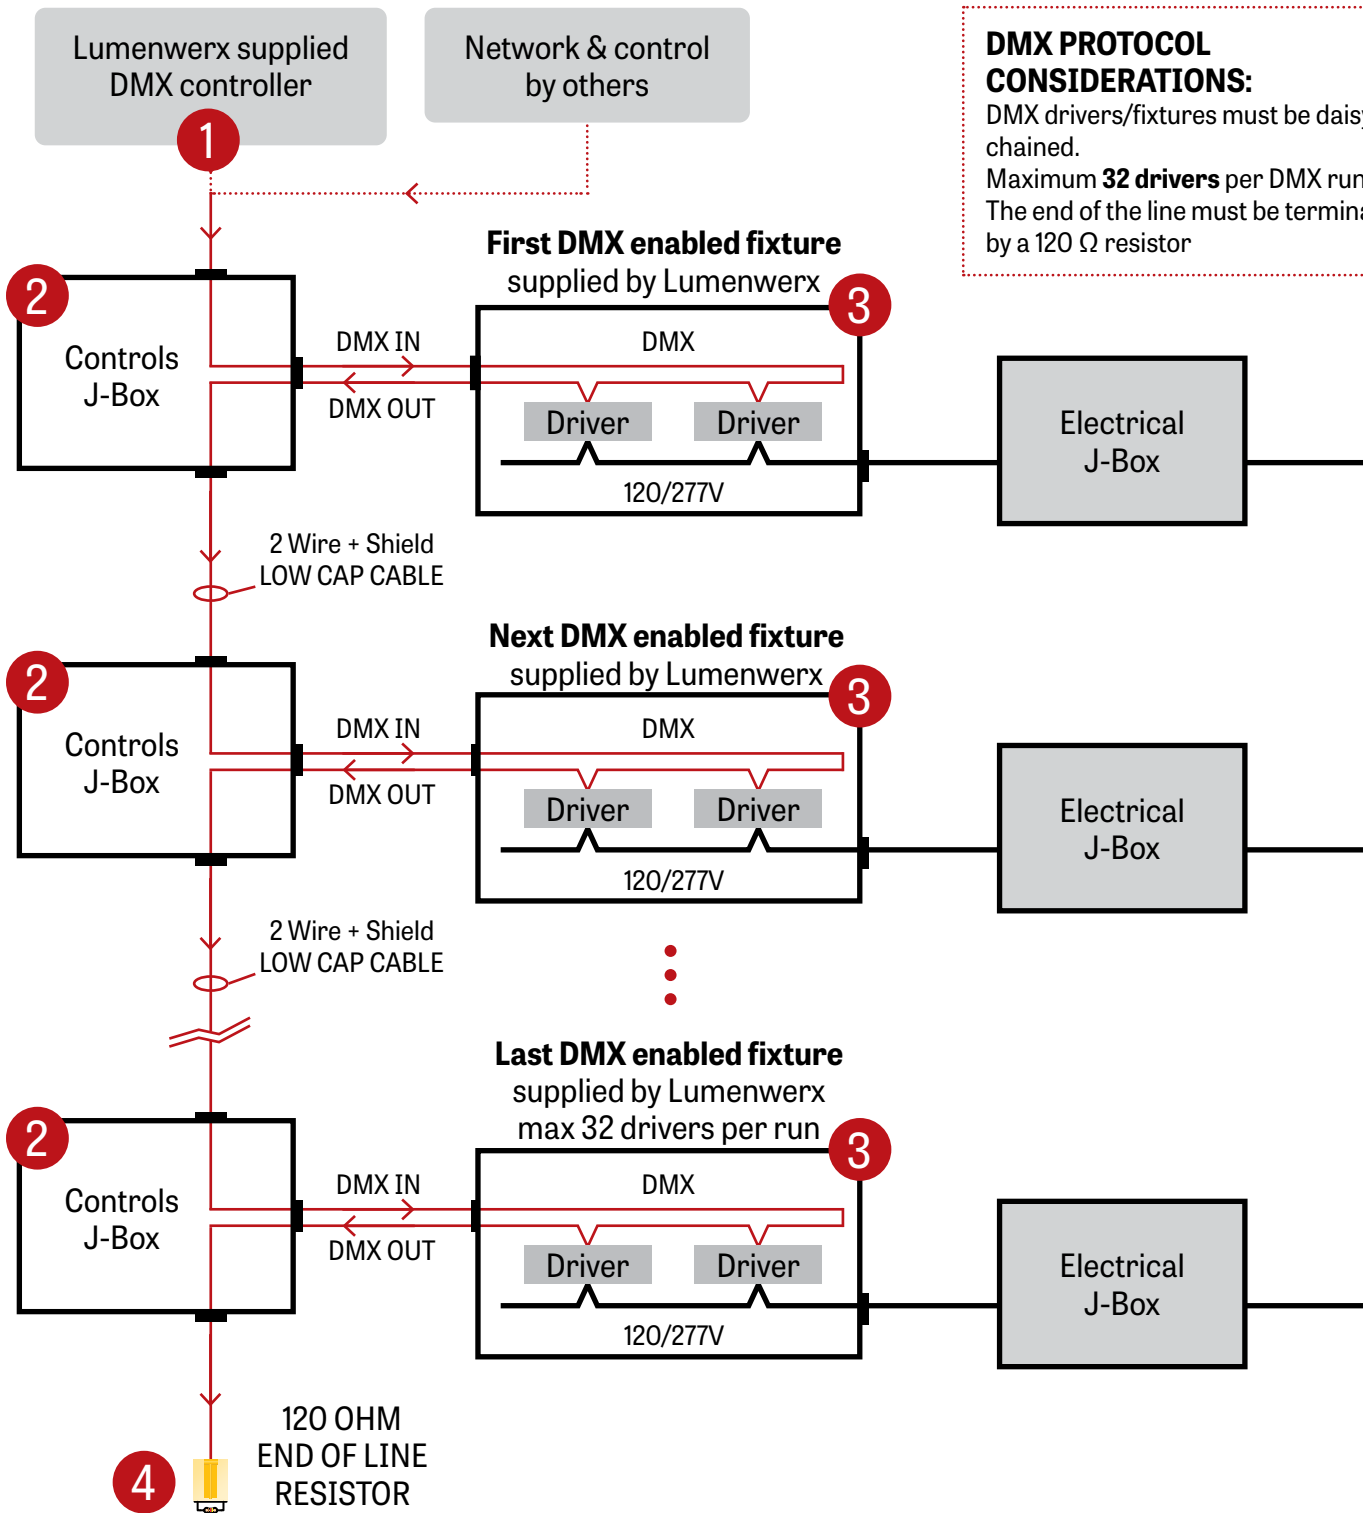 Lumenwerx supplied
DMX controller
1
Network & control
by others
DMX PROTOCOL
CONSIDERATIONS:
DMX drivers/fixtures must be
chained.
Maximum 32 drivers per DMX run
The end of the line must be
by a 120 Ω resistor
First DMX enabled fixture
supplied by Lumenwerx
2
Controls
J-Box
DMX IN
DMX OUT
3
DMX
Driver
Driver
120/277V
Electrical
J-Box
2 Wire + Shield
LOW CAP CABLE
Next DMX enabled fixture
supplied by Lumenwerx
2
Controls
J-Box
DMX IN
DMX OUT
3
DMX
Driver
Driver
120/277V
Electrical
J-Box
2 Wire + Shield
LOW CAP CABLE
Last DMX enabled fixture
supplied by Lumenwerx
max 32 drivers per run
2
Controls
J-Box
DMX IN
DMX OUT
3
DMX
Driver
Driver
120/277V
Electrical
J-Box
4
120 OHM
END OF LINE
RESISTOR